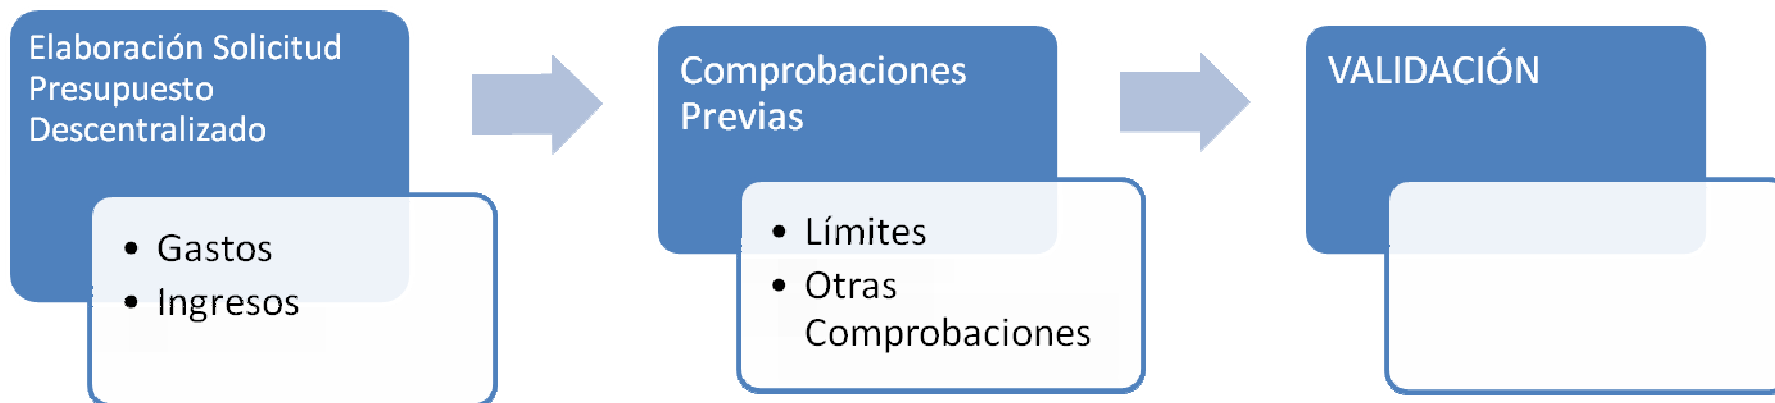 Elaboración Solicitud
Presupuesto
Descentralizado
• Gastos
• Ingresos
Comprobaciones
Previas
• Límites
• Otras
Comprobaciones
VALIDACIÓN